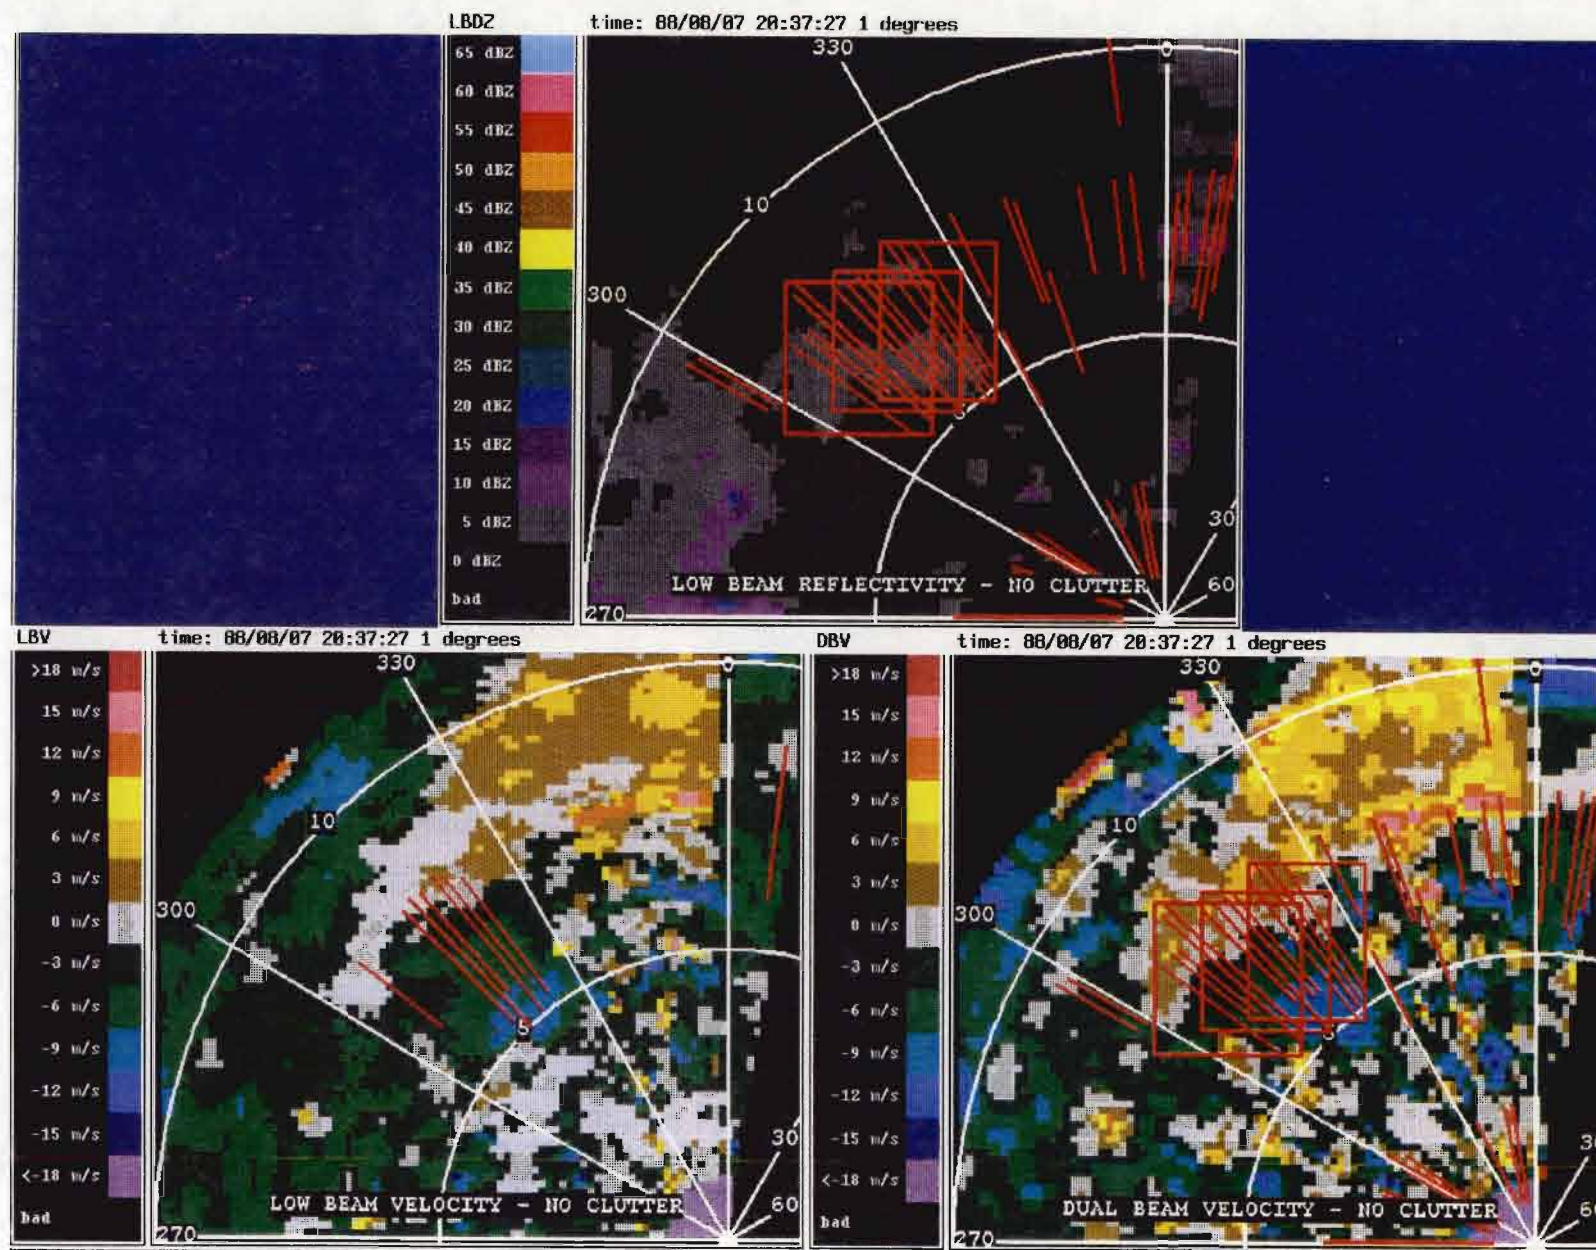 LBDZ time: 88/08/07 20:37:27 1 degrees
65 dBZ
60 dBZ
55 dBZ
50 dBZ
45 dBZ
40 dBZ
35 dBZ
30 dBZ
25 dBZ
20 dBZ
15 dBZ
10 dBZ
5 dBZ
0 dBZ
bad
330
0
10
300
30
60
270
LOW BEAM REFLECTIVITY - NO CLUTTER
LBV time: 88/08/07 20:37:27 1 degrees
>18 m/s
15 m/s
12 m/s
9 m/s
6 m/s
3 m/s
0 m/s
-3 m/s
-6 m/s
-9 m/s
-12 m/s
-15 m/s
<-18 m/s
bad
330
0
10
300
5
30
60
270
LOW BEAM VELOCITY - NO CLUTTER
DBV time: 88/08/07 20:37:27 1 degrees
>18 m/s
15 m/s
12 m/s
9 m/s
6 m/s
3 m/s
0 m/s
-3 m/s
-6 m/s
-9 m/s
-12 m/s
-15 m/s
<-18 m/s
bad
330
0
10
300
60
270
DUAL BEAM VELOCITY - NO CLUTTER